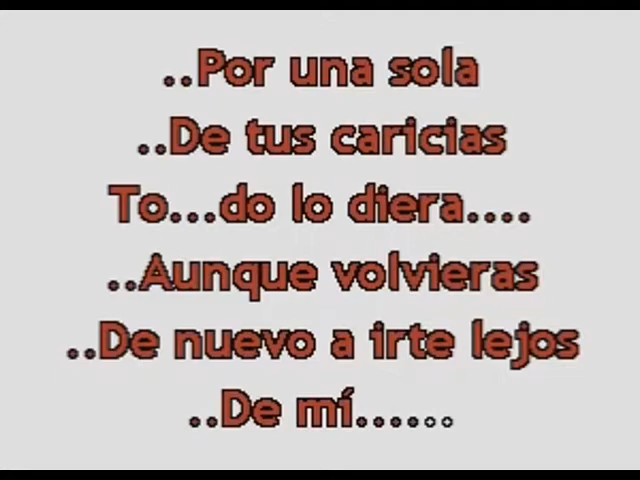 ..Por una sola
..De tus caricias
To...do lo diera....
..Aunque volvieras
..De nuevo a irte lejos
..De mí......